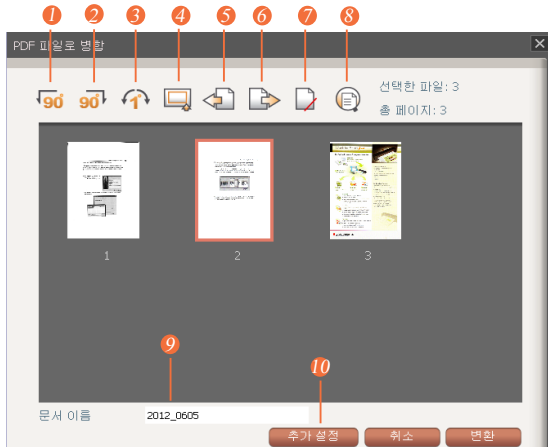 1 2 3 4 5 6 7 8
PDF 파일로 병합
90° 90° 1°
선택한 파일: 3
총 페이지: 3
1 2 3
9
10
문서 이름 2012_0605
추가 설정 취소 변환